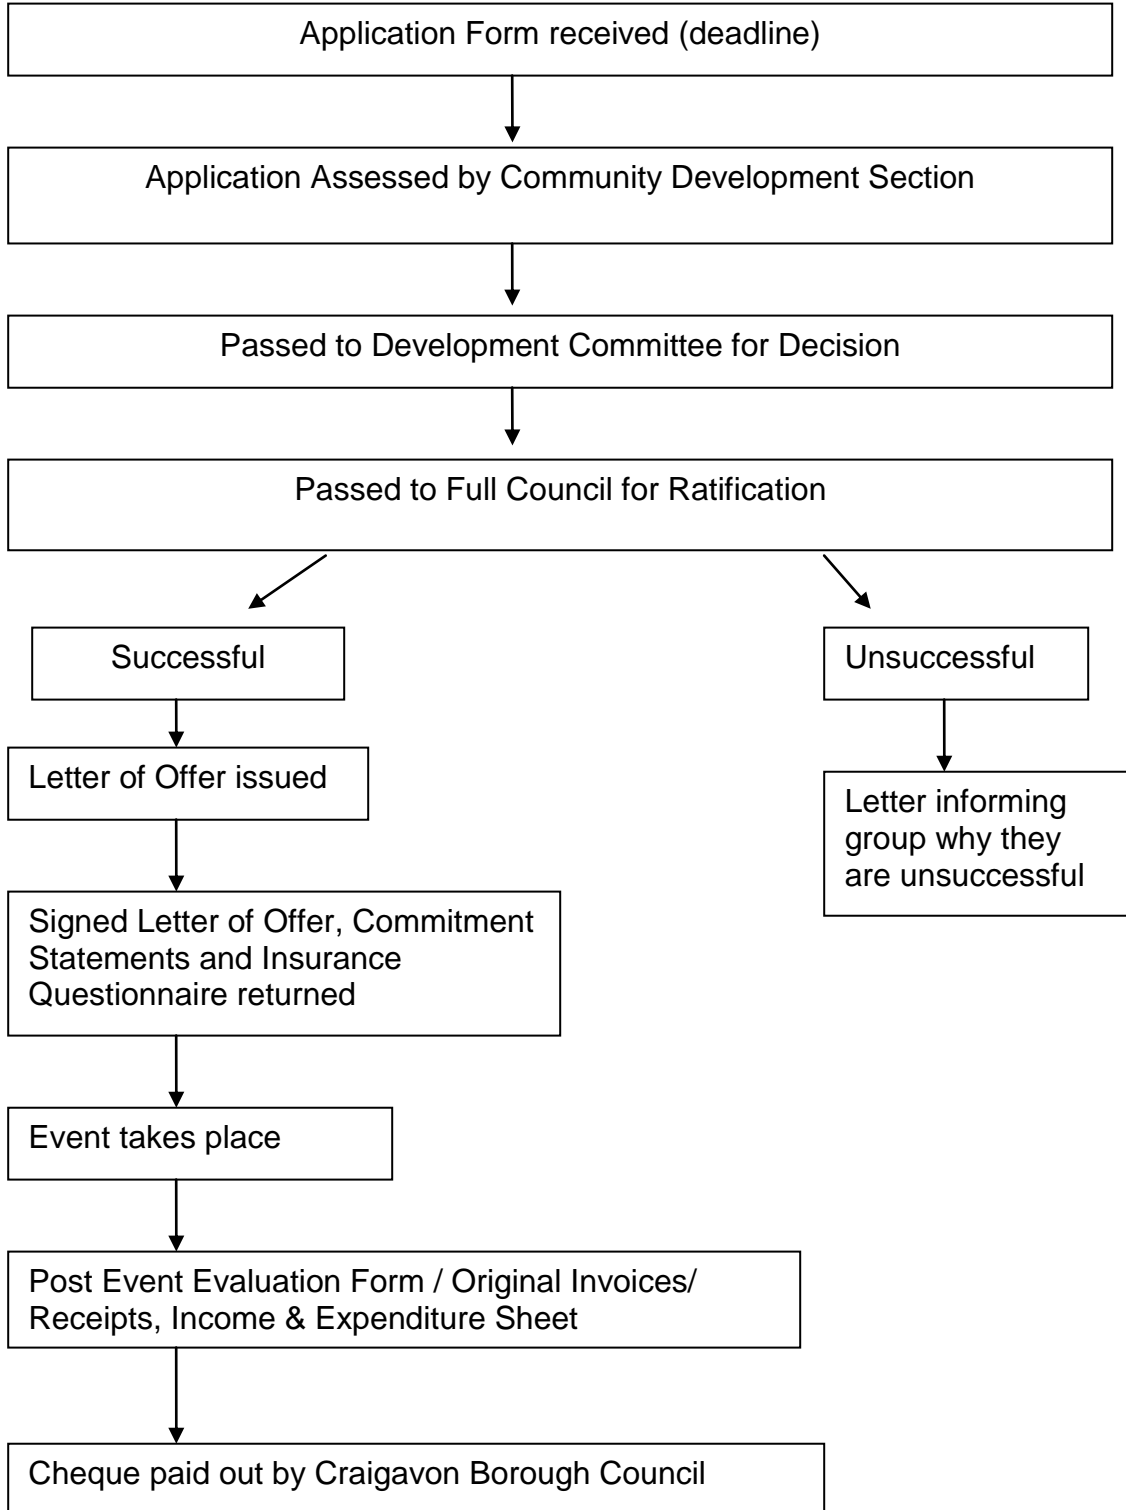 Application Form received (deadline)
Application Assessed by Community Development Section
Passed to Development Committee for Decision
Passed to Full Council for Ratification
Successful
Unsuccessful
Letter of Offer issued
Letter informing
group why they
are unsuccessful
Signed Letter of Offer, Commitment
Statements and Insurance
Questionnaire returned
Event takes place
Post Event Evaluation Form / Original Invoices/
Receipts, Income & Expenditure Sheet
Cheque paid out by Craigavon Borough Council